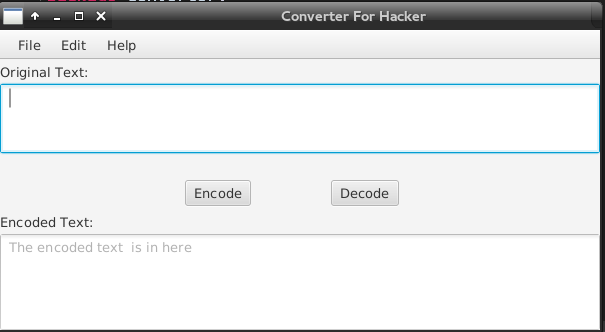 Converter For Hacker
File Edit Help
Original Text:
Encode Decode
Encoded Text:
The encoded text  is in here